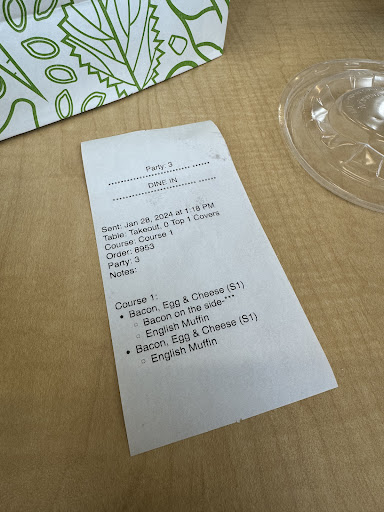 Party: 3
DINE IN
Sent: Jan 28, 2024 at 1:18 PM
Table: Takeout, 0 Top 1 Covers
Course: Course 1
Order: 6953
Party: 3
Notes:
Course 1:
• Bacon, Egg & Cheese (S1)
○ Bacon on the side-***
○ English Muffin
• Bacon, Egg & Cheese (S1)
○ English Muffin